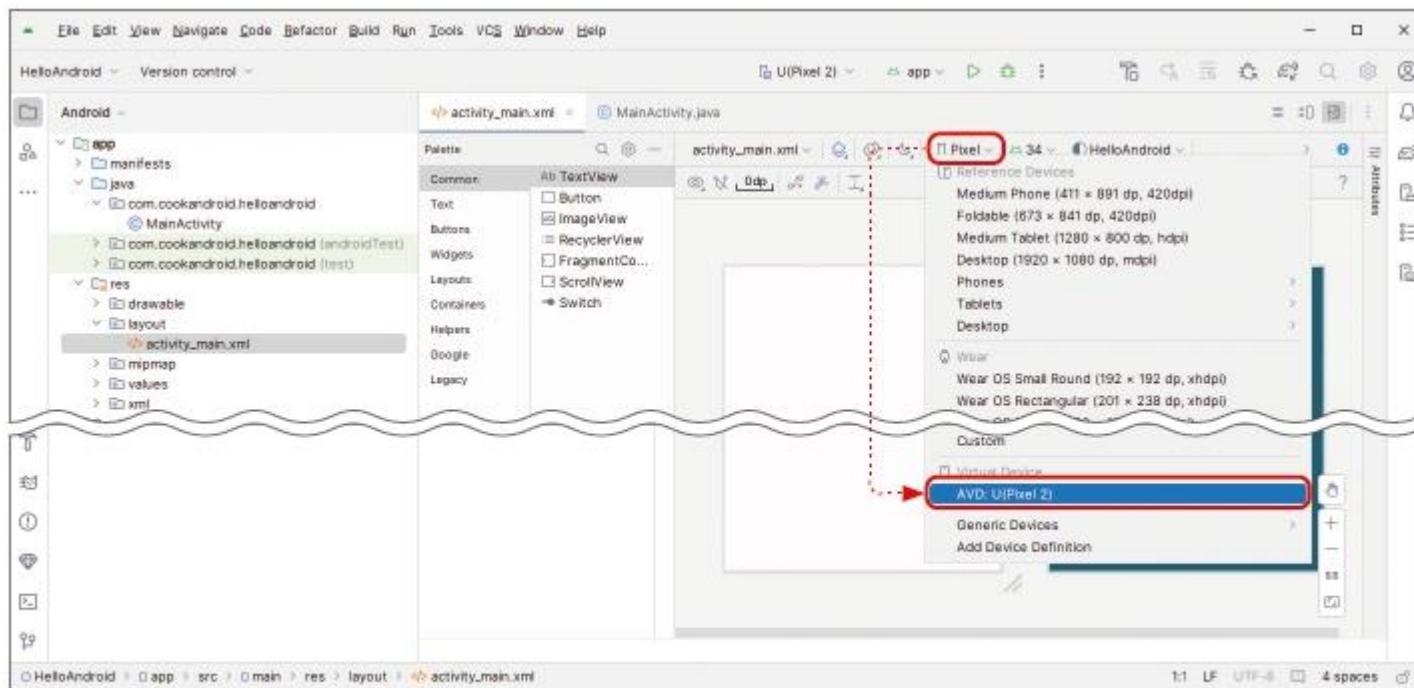 File Edit View Navigate Code Refactor Build Run Tools VCS Window Help
HelloAndroid Version control U(Pixel 2) app
Android
activity_main.xml MainActivity.java
app
manifests
java
com.cookandroid.helloandroid
MainActivity
com.cookandroid.helloandroid (androidTest)
com.cookandroid.helloandroid (test)
res
drawable
layout
activity_main.xml
mipmap
values
xml
Palette
Common
Text
Buttons
Widgets
Layouts
Containers
Helpers
Google
Legacy
Ab TextView
Button
ImageView
RecyclerView
FragmentCo...
ScrollView
Switch
activity_main.xml Pixel 34 HelloAndroid
0dp
Attributes
Reference Devices
Medium Phone (411 × 891 dp, 420dpi)
Foldable (673 × 841 dp, 420dpi)
Medium Tablet (1280 × 800 dp, hdpi)
Desktop (1920 × 1080 dp, mdpi)
Phones
Tablets
Desktop
Wear
Wear OS Small Round (192 × 192 dp, xhdpi)
Wear OS Rectangular (201 × 238 dp, xhdpi)
Custom
Virtual Device
AVD: U(Pixel 2)
Generic Devices
Add Device Definition
HelloAndroid app src main res layout activity_main.xml
1:1 LF UTF-8 4 spaces